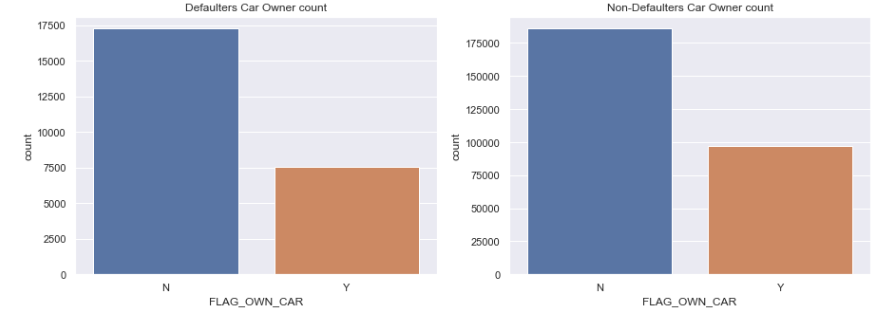 Defaulters Car Owner count
17500
15000
12500
10000
7500
5000
2500
0
count
N
Y
FLAG_OWN_CAR
Non-Defaulters Car Owner count
175000
150000
125000
100000
75000
50000
25000
0
count
N
Y
FLAG_OWN_CAR